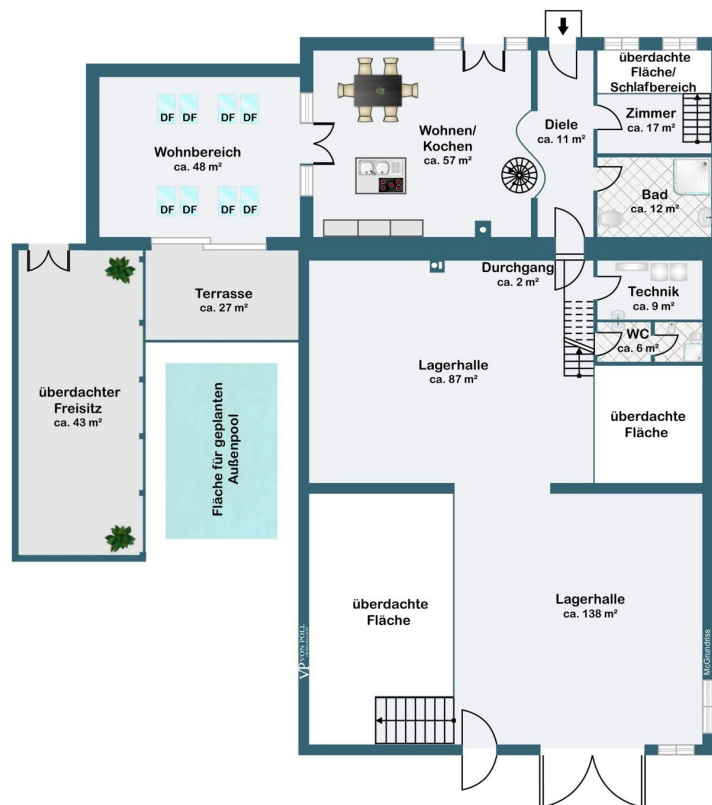 überdachte
Fläche/
Schlafbereich
Zimmer
ca. 17 m²
Diele
ca. 11 m²
Wohnen/
Kochen
ca. 57 m²
DF DF DF DF
Wohnbereich
ca. 48 m²
DF DF DF DF
Bad
ca. 12 m²
Durchgang
ca. 2 m²
Technik
ca. 9 m²
Terrasse
ca. 27 m²
WC
ca. 6 m²
Lagerhalle
ca. 87 m²
überdachter
Freisitz
ca. 43 m²
Fläche für geplanten
Außenpool
überdachte
Fläche
überdachte
Fläche
Lagerhalle
ca. 138 m²
VP VON POLL
McGrundriss